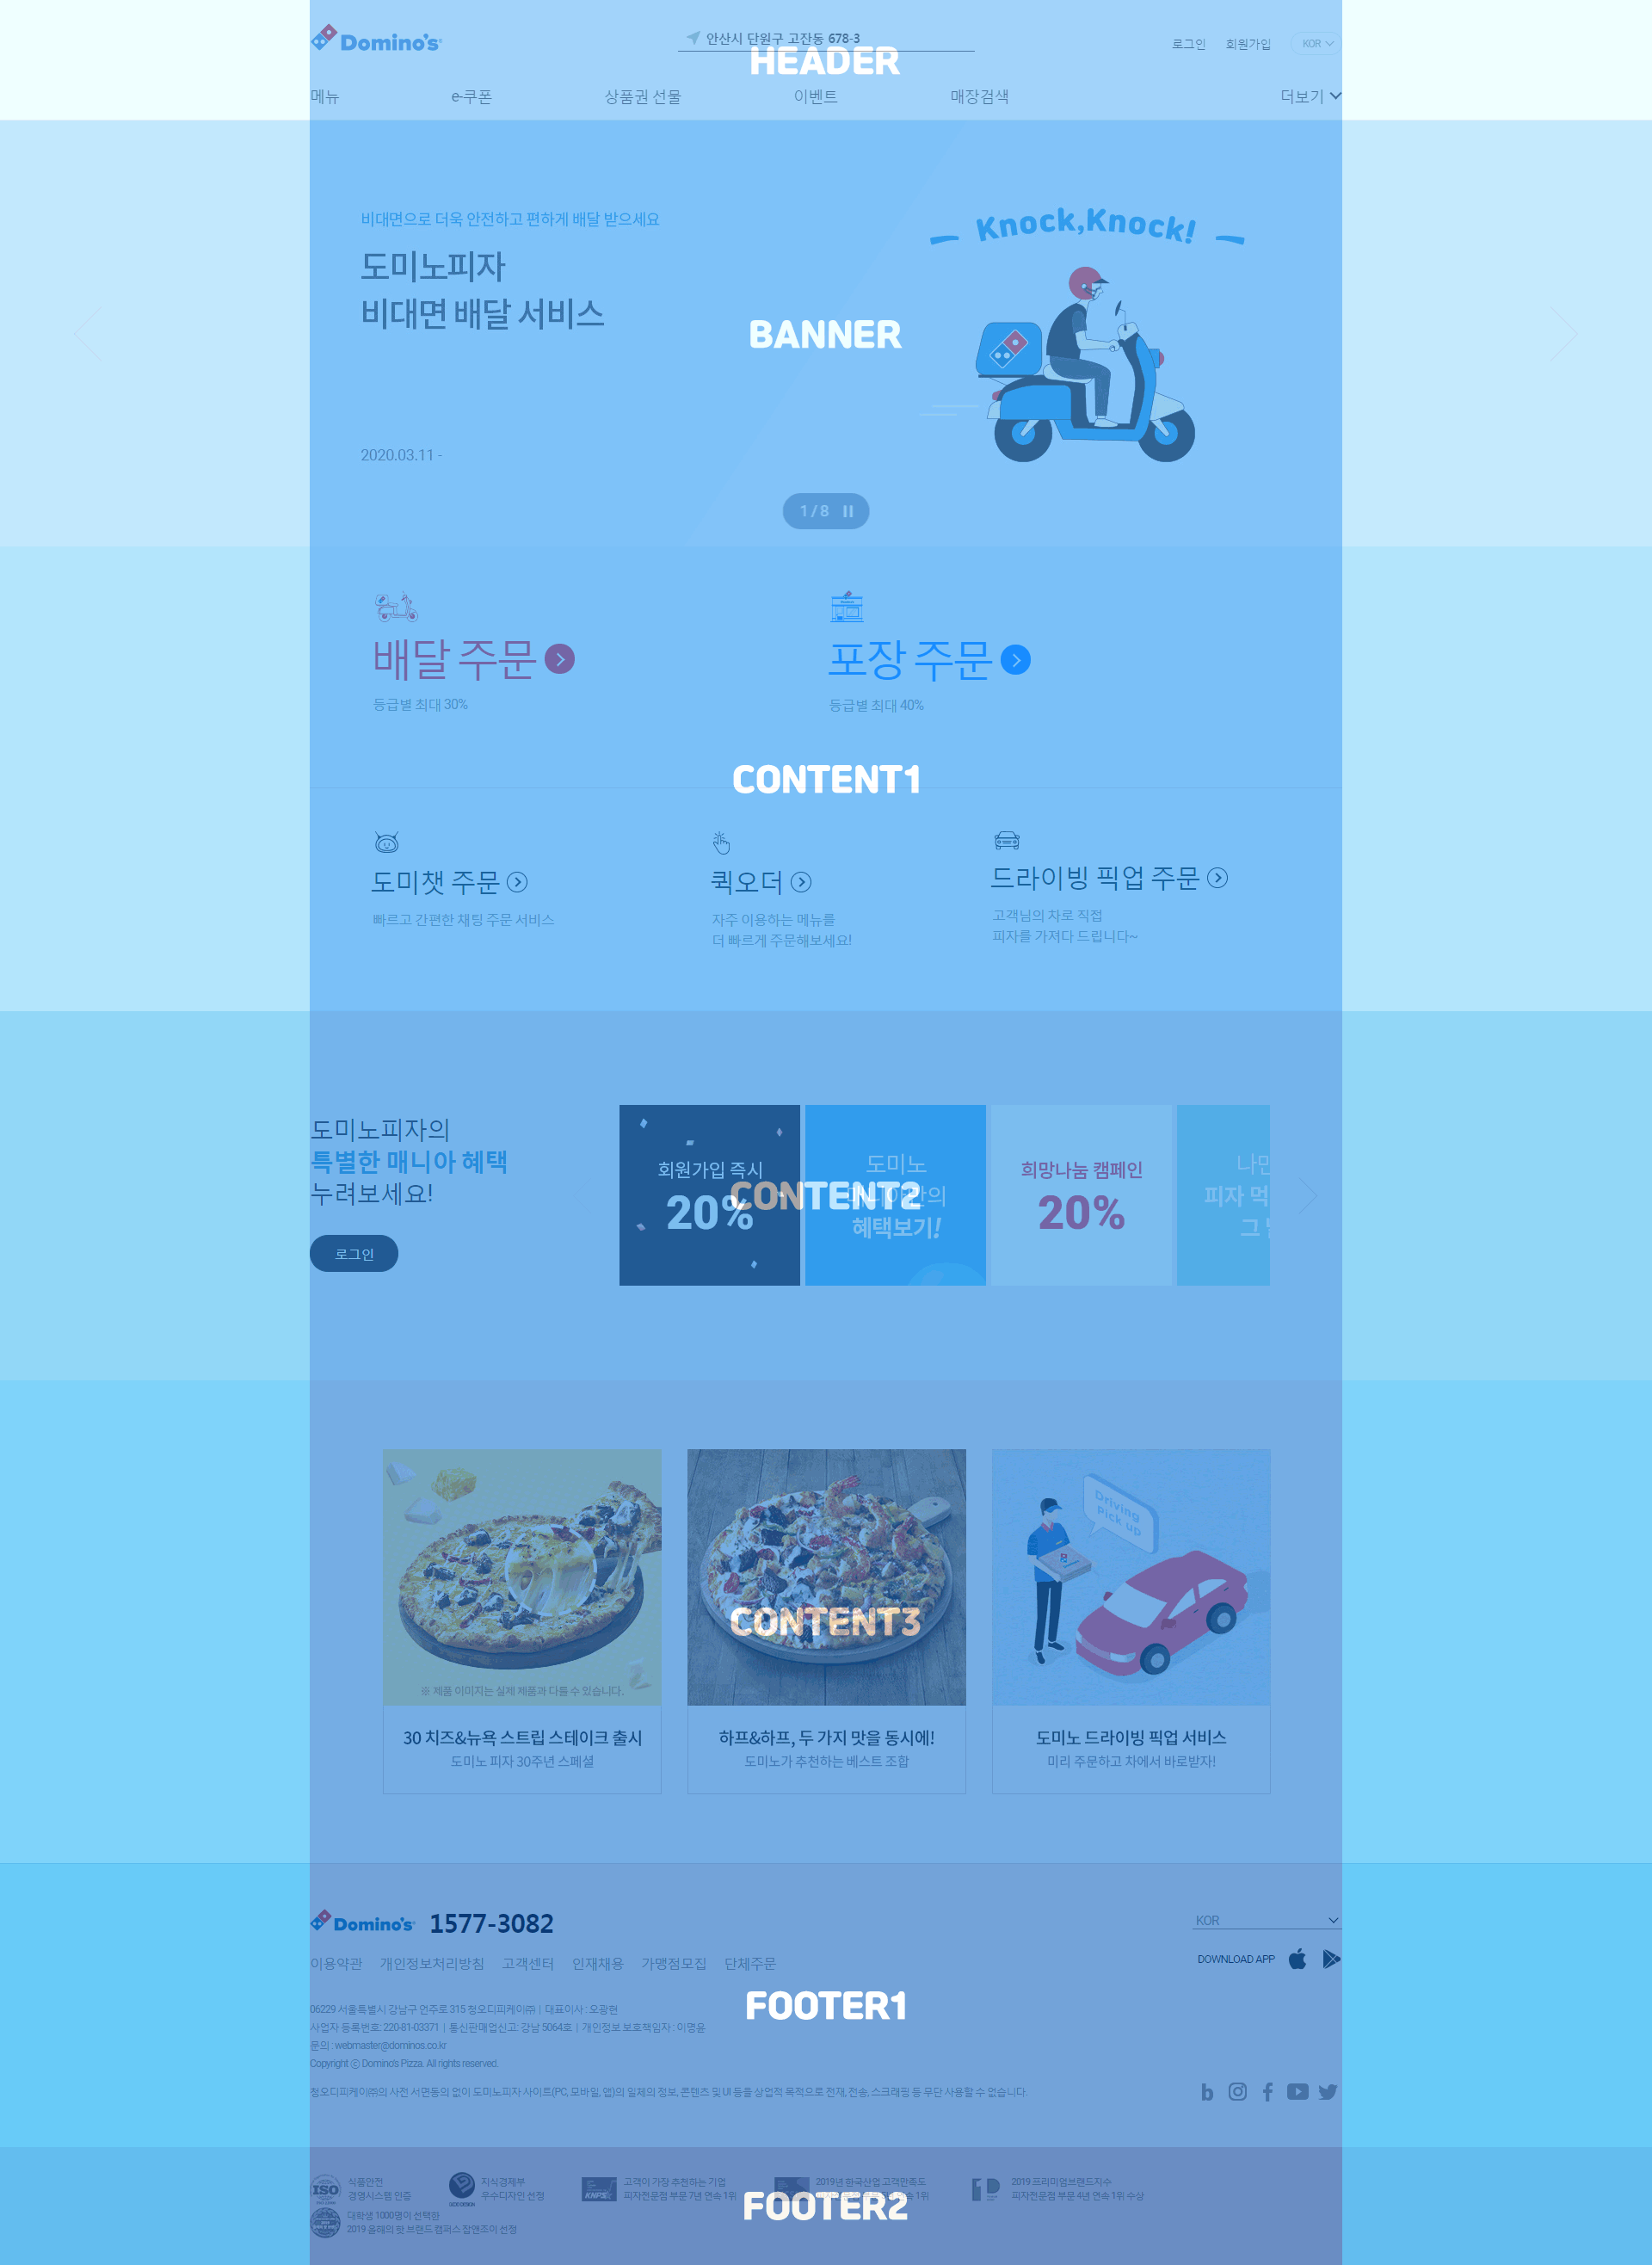 Domino's
안산시 단원구 고잔동 678-3
로그인
회원가입
KOR
HEADER
메뉴
e-쿠폰
상품권 선물
이벤트
매장검색
더보기
비대면으로 더욱 안전하고 편하게 배달 받으세요
도미노피자
비대면 배달 서비스
Knock,Knock!
BANNER
2020.03.11 -
1 / 8
배달 주문
등급별 최대 30%
포장 주문
등급별 최대 40%
CONTENT1
도미챗 주문
빠르고 간편한 채팅 주문 서비스
퀵오더
자주 이용하는 메뉴를
더 빠르게 주문해보세요!
드라이빙 픽업 주문
고객님의 차로 직접
피자를 가져다 드립니다~
도미노피자의
특별한 매니아 혜택
누려보세요!
로그인
회원가입 즉시
20%
CONTENT2
도미노
매니아만의
혜택보기!
희망나눔 캠페인
20%
피자 먹
그
※ 제품 이미지는 실제 제품과 다를 수 있습니다.
30 치즈&뉴욕 스트립 스테이크 출시
도미노 피자 30주년 스페셜
CONTENT3
하프&하프, 두 가지 맛을 동시에!
도미노가 추천하는 베스트 조합
Driving
Pick up
도미노 드라이빙 픽업 서비스
미리 주문하고 차에서 바로받자!
Domino's
1577-3082
KOR
이용약관
개인정보처리방침
고객센터
인재채용
가맹점모집
단체주문
DOWNLOAD APP
FOOTER1
06229 서울특별시 강남구 언주로 315 청오디피케이㈜ | 대표이사 : 오광현
사업자 등록번호: 220-81-03371 | 통신판매업신고: 강남 5064호 | 개인정보 보호책임자 : 이명윤
문의 : webmaster@dominos.co.kr
Copyright ⓒ Domino's Pizza. All rights reserved.
청오디피케이㈜의 사전 서면동의 없이 도미노피자 사이트(PC, 모바일, 앱)의 일체의 정보, 콘텐츠 및 UI 등을 상업적 목적으로 전재, 전송, 스크래핑 등 무단 사용할 수 없습니다.
ISO
식품안전
경영시스템 인증
GOOD DESIGN
지식경제부
우수디자인 선정
KNPS
고객이 가장 추천하는 기업
피자전문점 부문 7년 연속 1위
2019년 한국산업 고객만족도
연속 1위
2019 프리미엄브랜드지수
피자전문점 부문 4년 연속 1위 수상
FOOTER2
대학생 1000명이 선택한
2019 올해의 핫 브랜드 캠퍼스 잡앤조이 선정